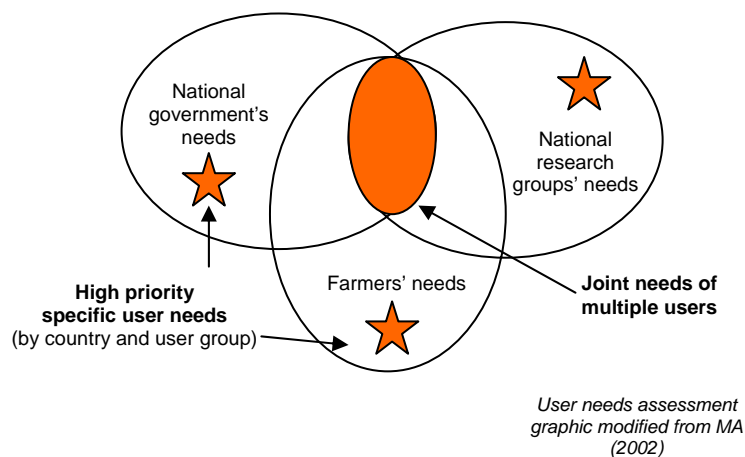 National
government's
needs
National
research
groups' needs
Farmers' needs
High priority
specific user needs
(by country and user group)
Joint needs of
multiple users
User needs assessment
graphic modified from MA
(2002)